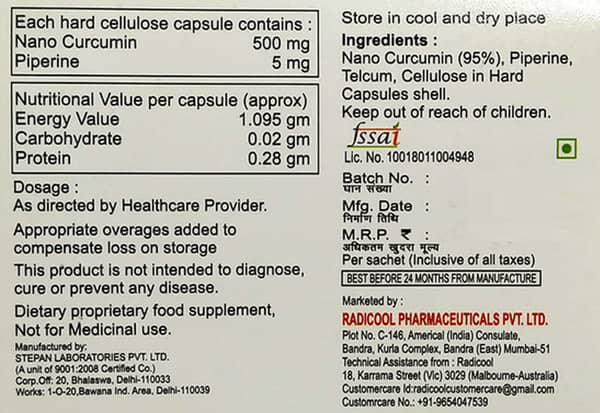 Each hard cellulose capsule contains :
Nano Curcumin 500 mg
Piperine 5 mg
Nutritional Value per capsule (approx)
Energy Value 1.095 gm
Carbohydrate 0.02 gm
Protein 0.28 gm
Dosage :
As directed by Healthcare Provider.
Appropriate overages added to
compensate loss on storage
This product is not intended to diagnose,
cure or prevent any disease.
Dietary proprietary food supplement,
Not for Medicinal use.
Manufactured by:
STEPAN LABORATORIES PVT. LTD.
(A unit of 9001:2008 Certified Co.)
Corp.Off: 20, Bhalaswa, Delhi-110033
Works: 1-O-20,Bawana Ind. Area, Delhi-110039
Store in cool and dry place
Ingredients :
Nano Curcumin (95%), Piperine,
Telcum, Cellulose in Hard
Capsules shell.
Keep out of reach of children.
fssai
Lic. No. 10018011004948
Batch No. :
घान संख्या
Mfg. Date :
निर्माण तिथि
M.R.P. ₹ :
अधिकतम खुदरा मूल्य
Per sachet (Inclusive of all taxes)
BEST BEFORE 24 MONTHS FROM MANUFACTURE
Marketed by :
RADICOOL PHARMACEUTICALS PVT. LTD.
Plot No. C-146, Americal (India) Consulate,
Bandra, Kurla Complex, Bandra (East) Mumbai-51
Technical Assistance from : Radicool
18, Karrama Street (Vic) 3029 (Malboume-Australia)
Customercare Id:radicoolcustomercare@gmail.com
Customrcare No.: +91-9654047539